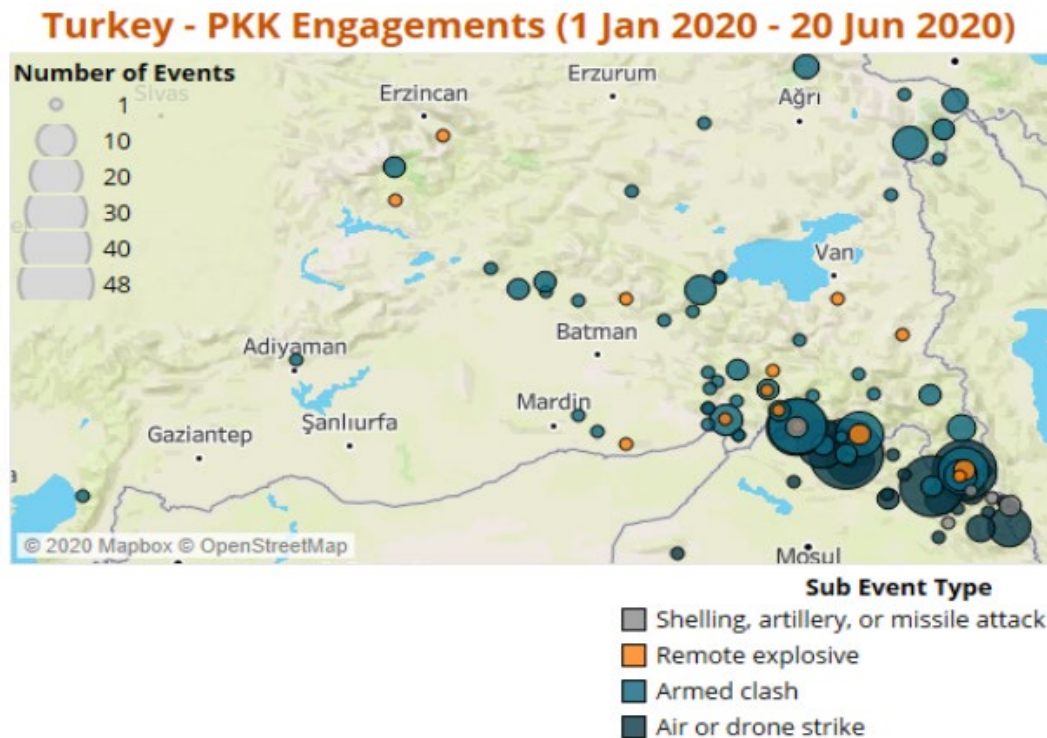 Turkey - PKK Engagements (1 Jan 2020 - 20 Jun 2020)
Number of Events
1
10
20
30
40
48
Sivas
Erzincan
Erzurum
Ağrı
Van
Batman
Adiyaman
Mardin
Şanlıurfa
Gaziantep
Mosul
© 2020 Mapbox © OpenStreetMap
Sub Event Type
Shelling, artillery, or missile attack
Remote explosive
Armed clash
Air or drone strike